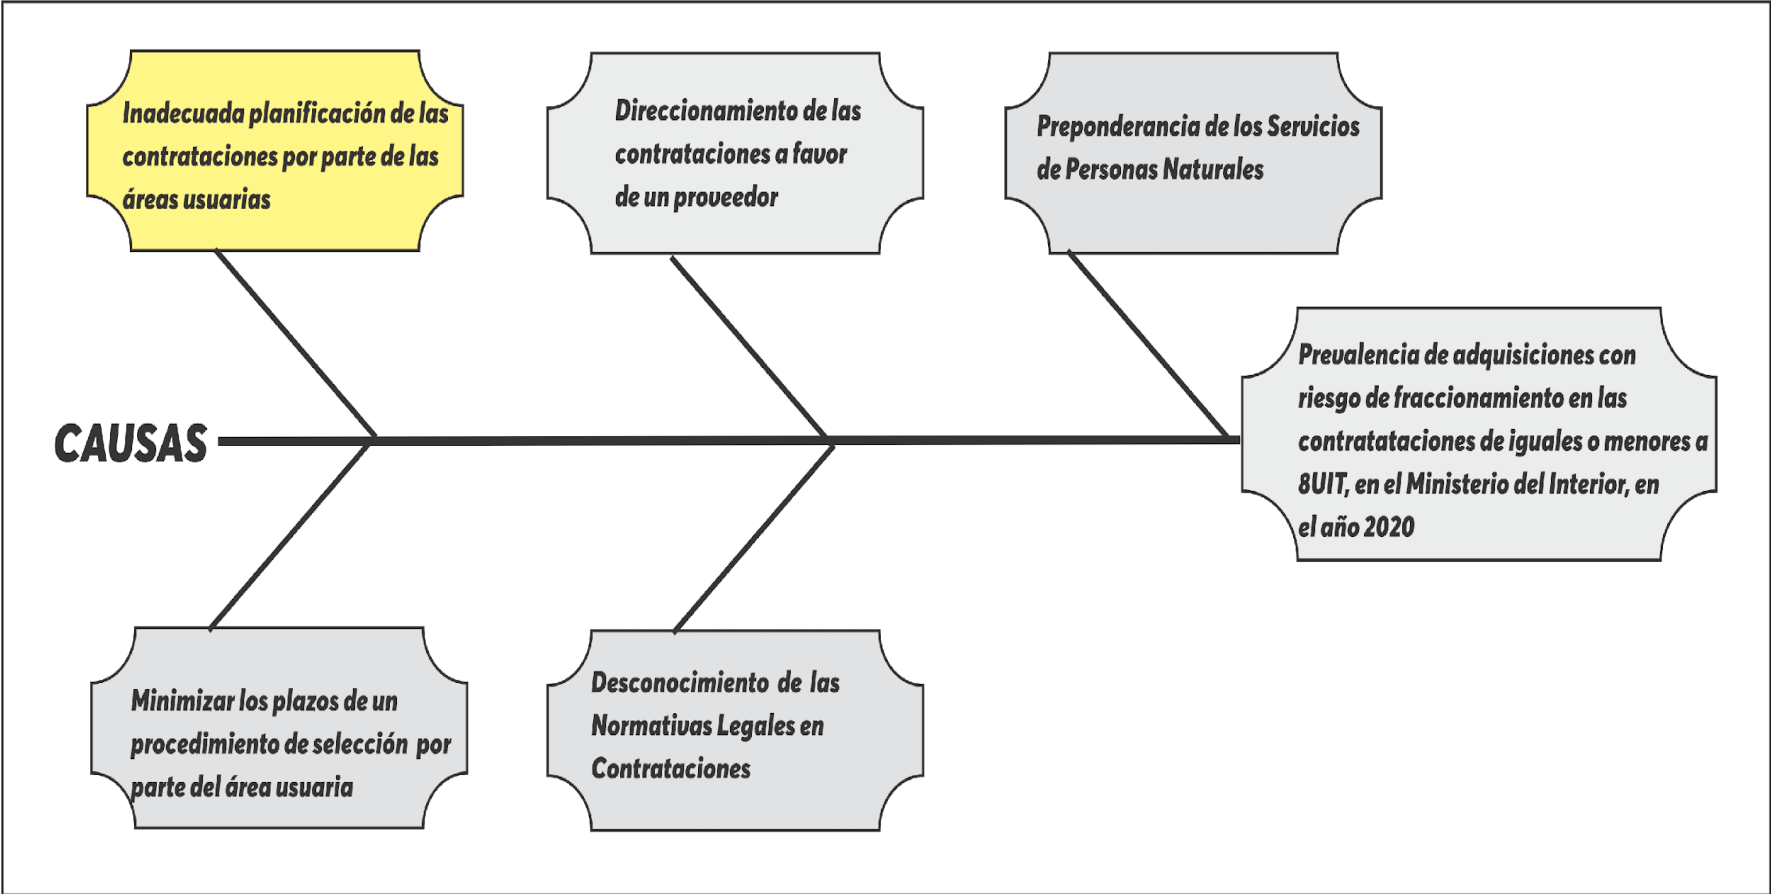 Inadecuada planificación de las
contrataciones por parte de las
áreas usuarias
Direccionamiento de las
contrataciones a favor
de un proveedor
Preponderancia de los Servicios
de Personas Naturales
Prevalencia de adquisiciones con
riesgo de fraccionamiento en las
contratataciones de iguales o menores a
8UIT, en el Ministerio del Interior, en
el año 2020
CAUSAS
Minimizar los plazos de un
procedimiento de selección por
parte del área usuaria
Desconocimiento de las
Normativas Legales en
Contrataciones